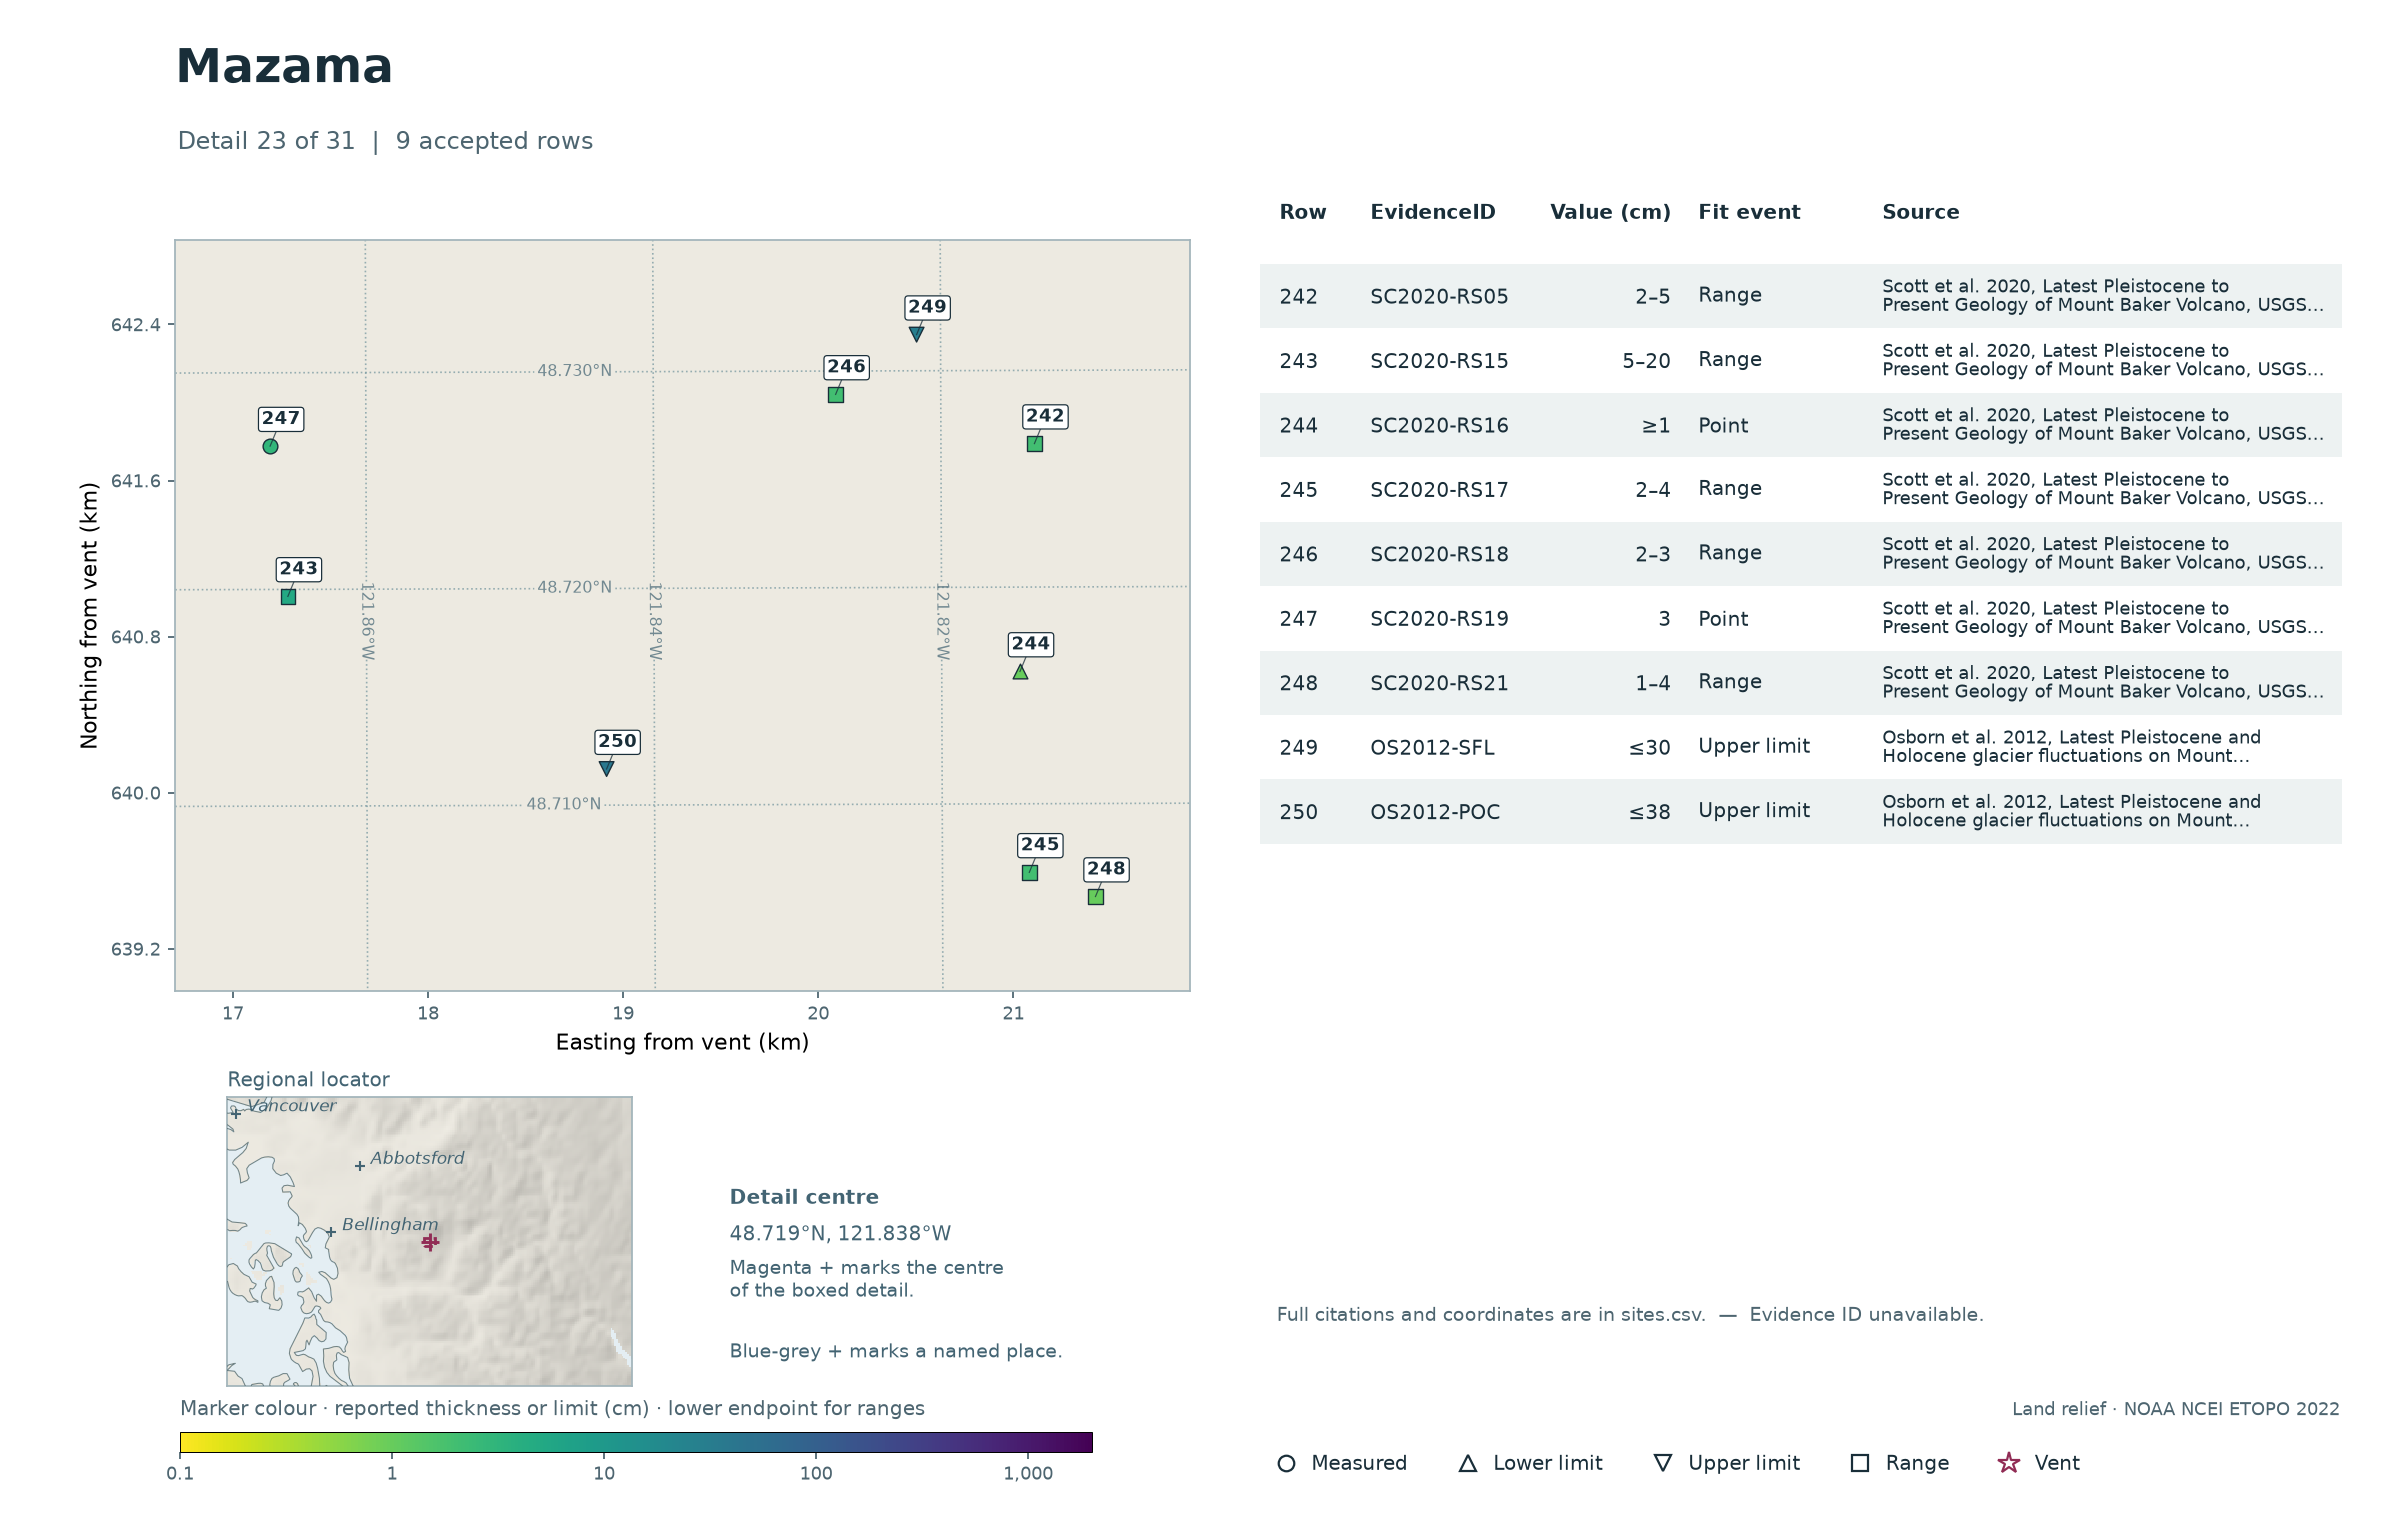 Mazama
Detail 23 of 31 | 9 accepted rows
Row EvidenceID Value (cm) Fit event Source
242 SC2020-RS05 2–5 Range Scott et al. 2020, Latest Pleistocene to
Present Geology of Mount Baker Volcano, USGS...
243 SC2020-RS15 5–20 Range Scott et al. 2020, Latest Pleistocene to
Present Geology of Mount Baker Volcano, USGS...
244 SC2020-RS16 ≥1 Point Scott et al. 2020, Latest Pleistocene to
Present Geology of Mount Baker Volcano, USGS...
245 SC2020-RS17 2–4 Range Scott et al. 2020, Latest Pleistocene to
Present Geology of Mount Baker Volcano, USGS...
246 SC2020-RS18 2–3 Range Scott et al. 2020, Latest Pleistocene to
Present Geology of Mount Baker Volcano, USGS...
247 SC2020-RS19 3 Point Scott et al. 2020, Latest Pleistocene to
Present Geology of Mount Baker Volcano, USGS...
248 SC2020-RS21 1–4 Range Scott et al. 2020, Latest Pleistocene to
Present Geology of Mount Baker Volcano, USGS...
249 OS2012-SFL ≤30 Upper limit Osborn et al. 2012, Latest Pleistocene and
Holocene glacier fluctuations on Mount...
250 OS2012-POC ≤38 Upper limit Osborn et al. 2012, Latest Pleistocene and
Holocene glacier fluctuations on Mount...
Northing from vent (km)
642.4
641.6
640.8
640.0
639.2
249
246
48.730°N
242
247
243
48.720°N
121.86°W
121.84°W
121.82°W
244
250
48.710°N
245
248
17 18 19 20 21
Easting from vent (km)
Regional locator
Vancouver
Abbotsford
Bellingham
Detail centre
48.719°N, 121.838°W
Magenta + marks the centre
of the boxed detail.
Blue-grey + marks a named place.
Full citations and coordinates are in sites.csv. — Evidence ID unavailable.
Marker colour · reported thickness or limit (cm) · lower endpoint for ranges
0.1 1 10 100 1,000
Land relief · NOAA NCEI ETOPO 2022
Measured Lower limit Upper limit Range Vent